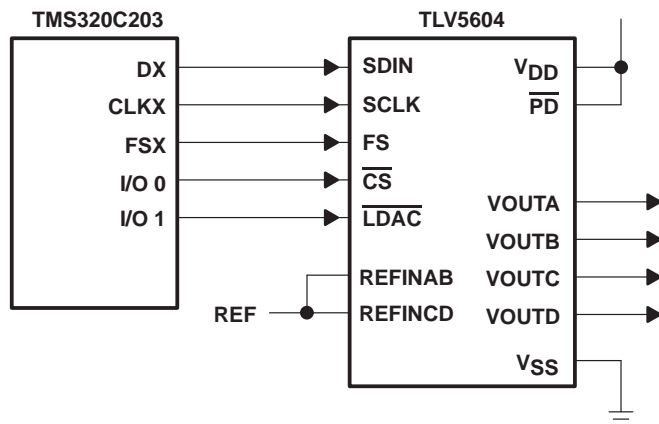 TMS320C203
TLV5604
DX
CLKX
FSX
I/O 0
I/O 1
SDIN
SCLK
FS
CS
LDAC
REFINAB
REFINCD
REF
VDD
PD
VOUTA
VOUTB
VOUTC
VOUTD
VSS